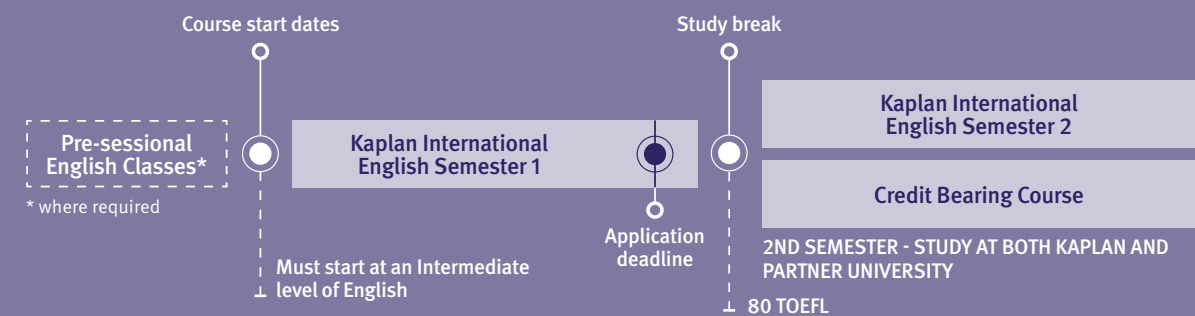 Course start dates
Study break
Pre-sessional
English Classes*
* where required
Kaplan International
English Semester 1
Kaplan International
English Semester 2
Credit Bearing Course
Application
deadline
2ND SEMESTER - STUDY AT BOTH KAPLAN AND
PARTNER UNIVERSITY
Must start at an Intermediate
level of English
80 TOEFL